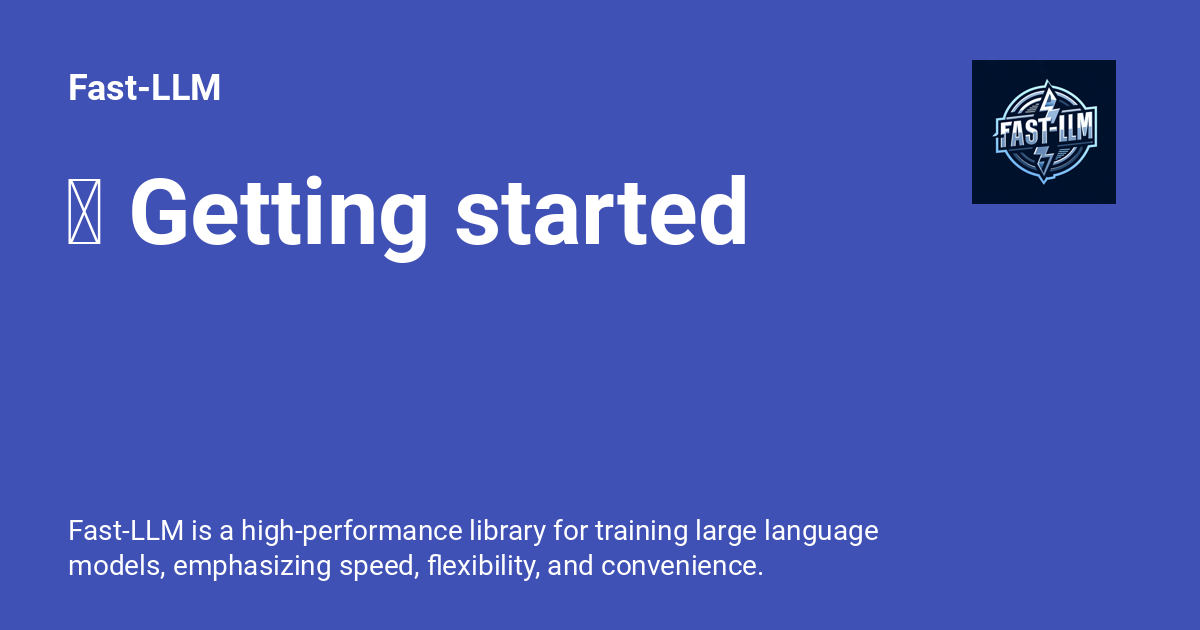 Fast-LLM
FAST-LLM
Getting started
Fast-LLM is a high-performance library for training large language
models, emphasizing speed, flexibility, and convenience.